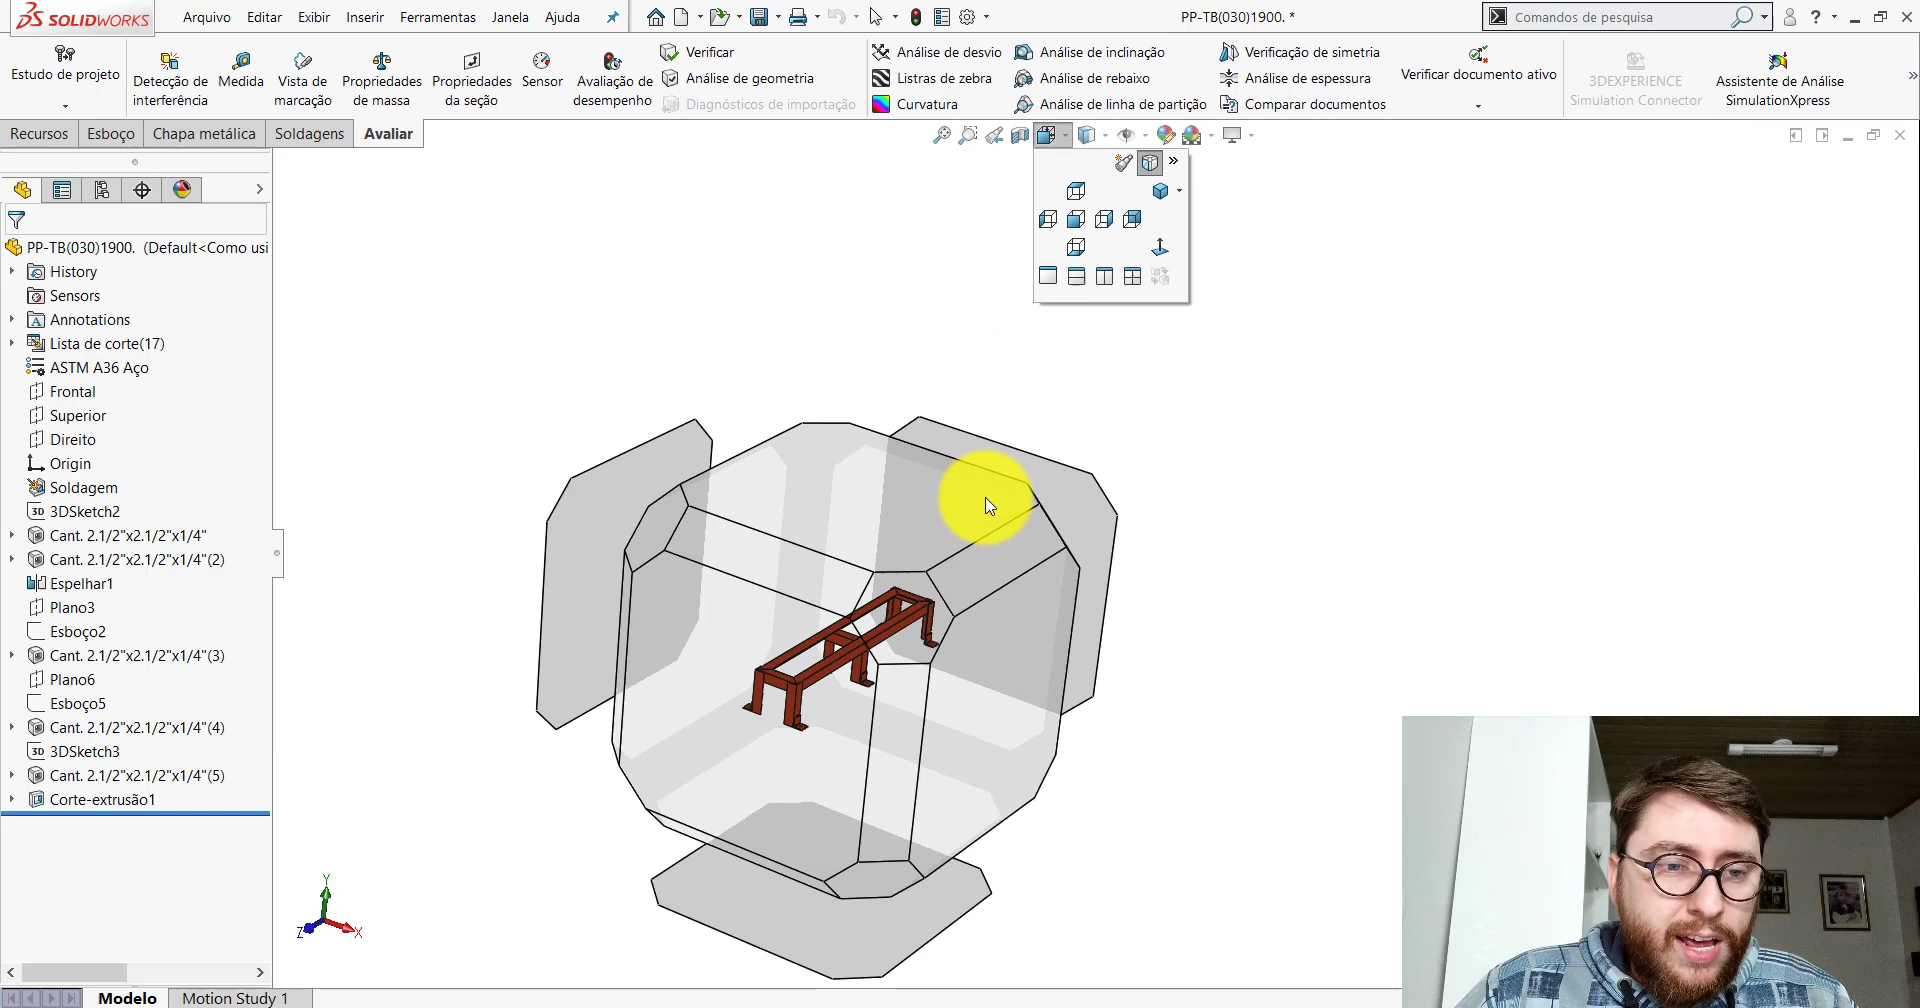 SOLIDWORKS
Arquivo Editar Exibir Inserir Ferramentas Janela Ajuda
PP-TB(030)1900. *
Comandos de pesquisa
Estudo de projeto
Detecção de interferência
Medida
Vista de marcação
Propriedades de massa
Propriedades da seção
Sensor
Avaliação de desempenho
Verificar
Análise de geometria
Diagnósticos de importação
Análise de desvio
Listras de zebra
Curvatura
Análise de inclinação
Análise de rebaixo
Análise de linha de partição
Verificação de simetria
Análise de espessura
Comparar documentos
Verificar documento ativo
3DEXPERIENCE
Simulation Connector
Assistente de Análise
SimulationXpress
Recursos Esboço Chapa metálica Soldagens Avaliar
PP-TB(030)1900. (Default<Como usi
History
Sensors
Annotations
Lista de corte(17)
ASTM A36 Aço
Frontal
Superior
Direito
Origin
Soldagem
3D 3DSketch2
Cant. 2.1/2"x2.1/2"x1/4"
Cant. 2.1/2"x2.1/2"x1/4"(2)
Espelhar1
Plano3
Esboço2
Cant. 2.1/2"x2.1/2"x1/4"(3)
Plano6
Esboço5
Cant. 2.1/2"x2.1/2"x1/4"(4)
3D 3DSketch3
Cant. 2.1/2"x2.1/2"x1/4"(5)
Corte-extrusão1
Y
Z
X
Modelo Motion Study 1